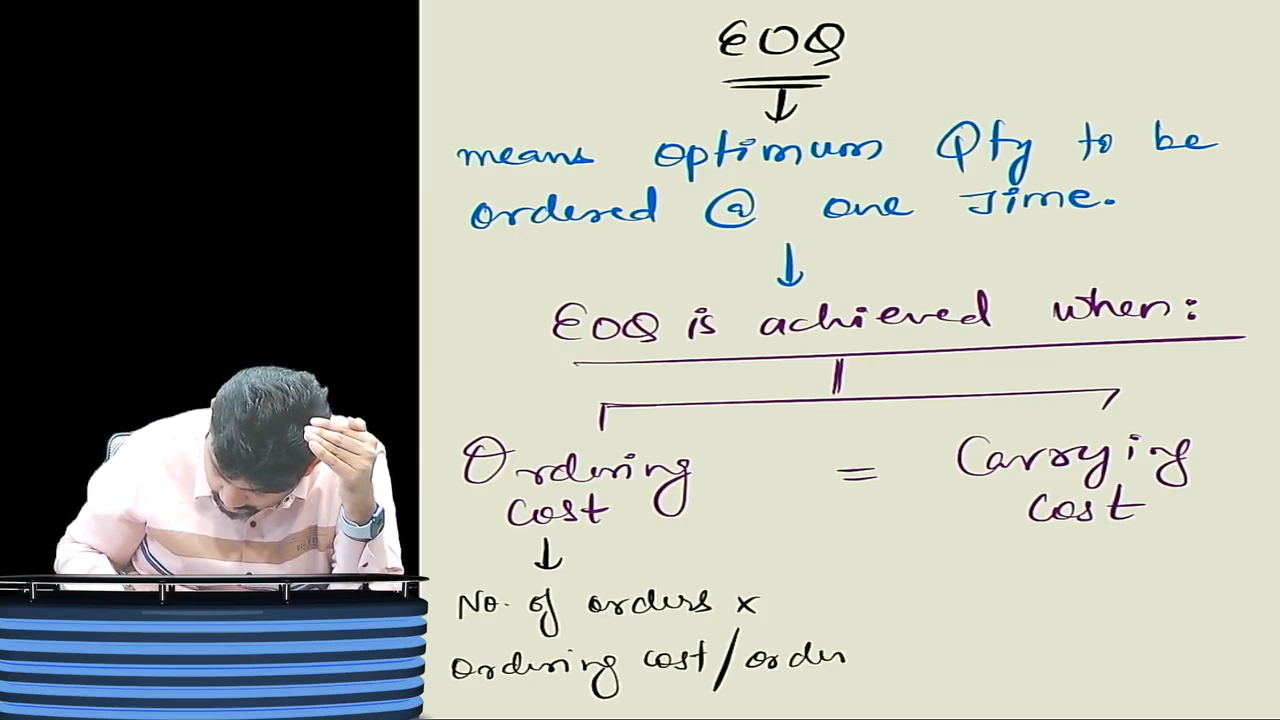 EOQ
means optimum Qty to be
ordered @ one Time.
EOQ is achieved when:
Ordering = Carrying
cost cost
No. of orders x
ordering cost/order